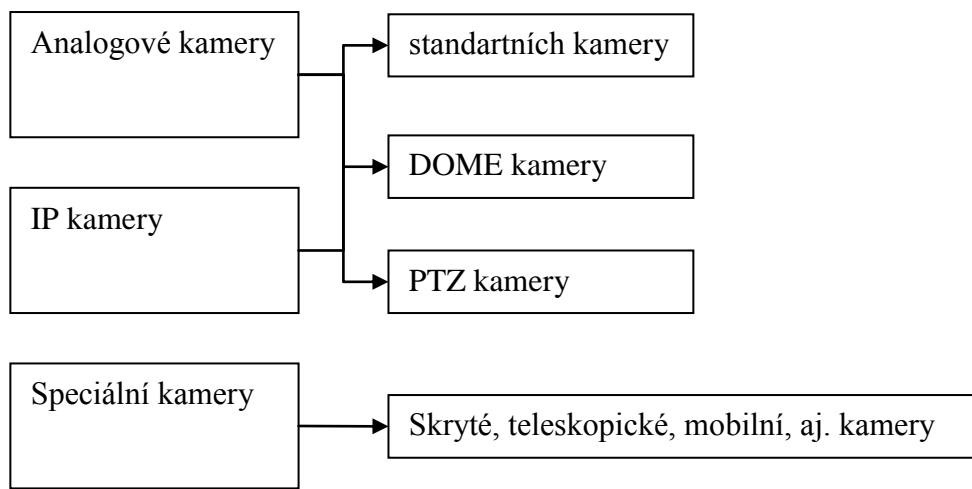 Analogové kamery
standartních kamery
DOME kamery
IP kamery
PTZ kamery
Speciální kamery
Skryté, teleskopické, mobilní, aj. kamery